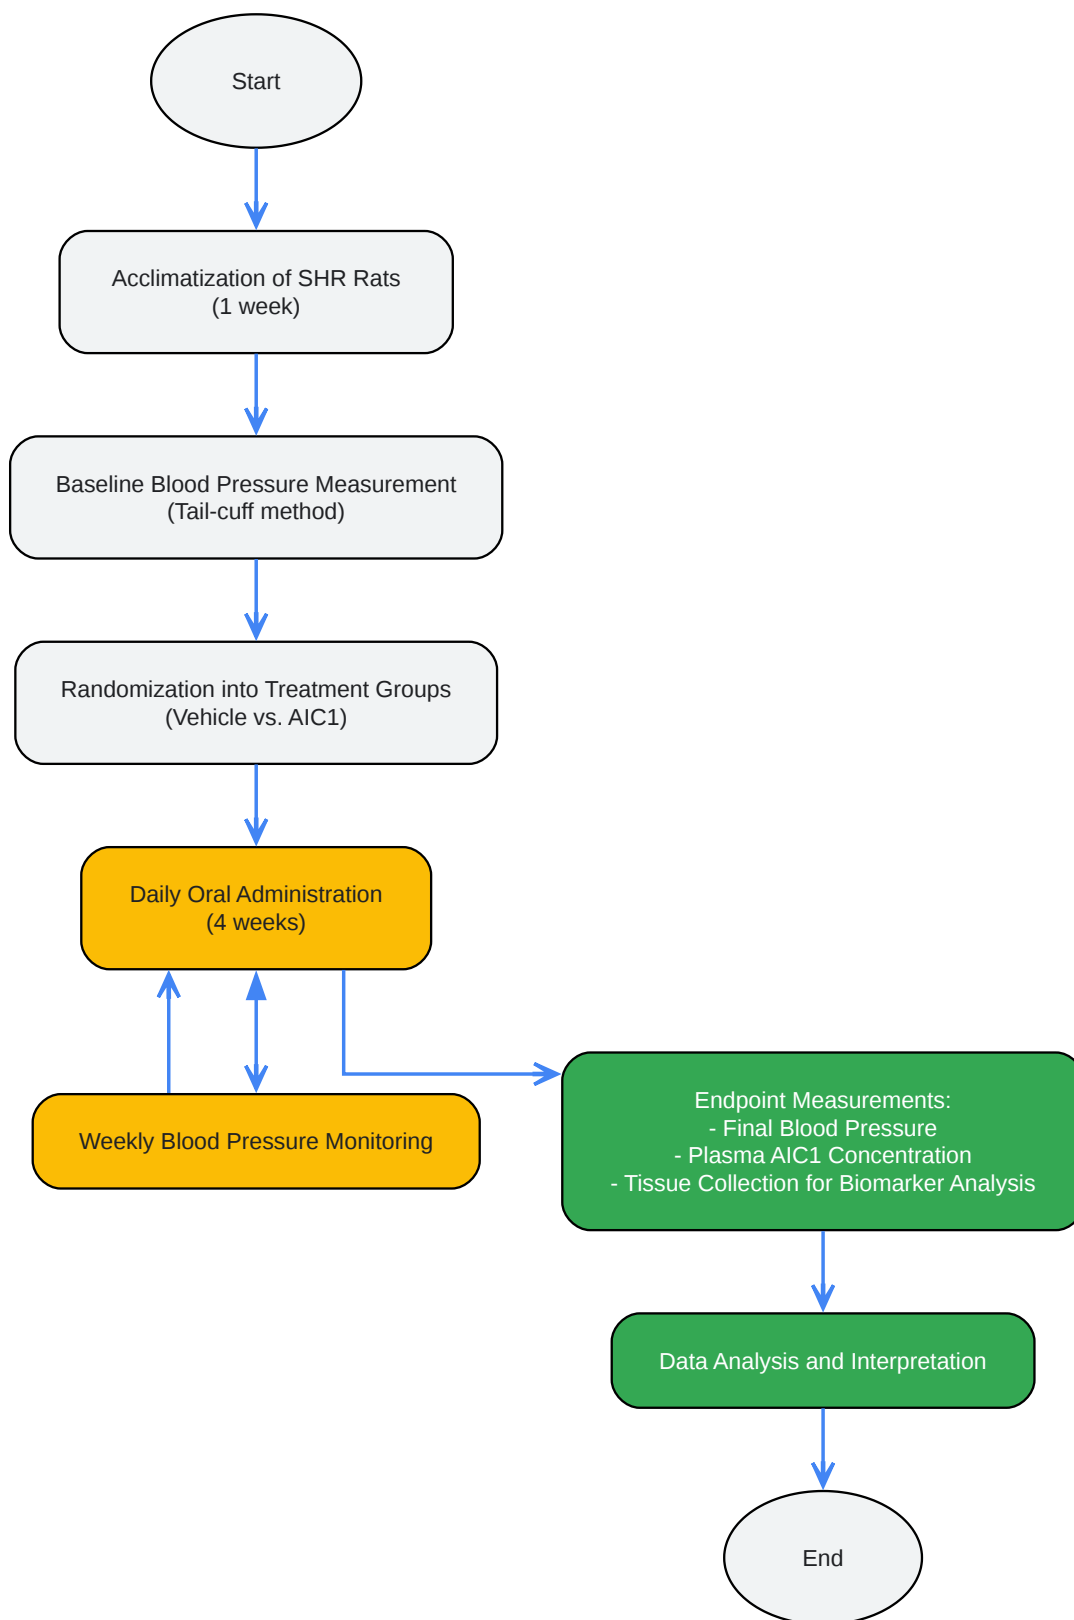 Start
Acclimatization of SHR Rats
(1 week)
Baseline Blood Pressure Measurement
(Tail-cuff method)
Randomization into Treatment Groups
(Vehicle vs. AIC1)
Daily Oral Administration
(4 weeks)
Weekly Blood Pressure Monitoring
Endpoint Measurements:
- Final Blood Pressure
- Plasma AIC1 Concentration
- Tissue Collection for Biomarker Analysis
Data Analysis and Interpretation
End